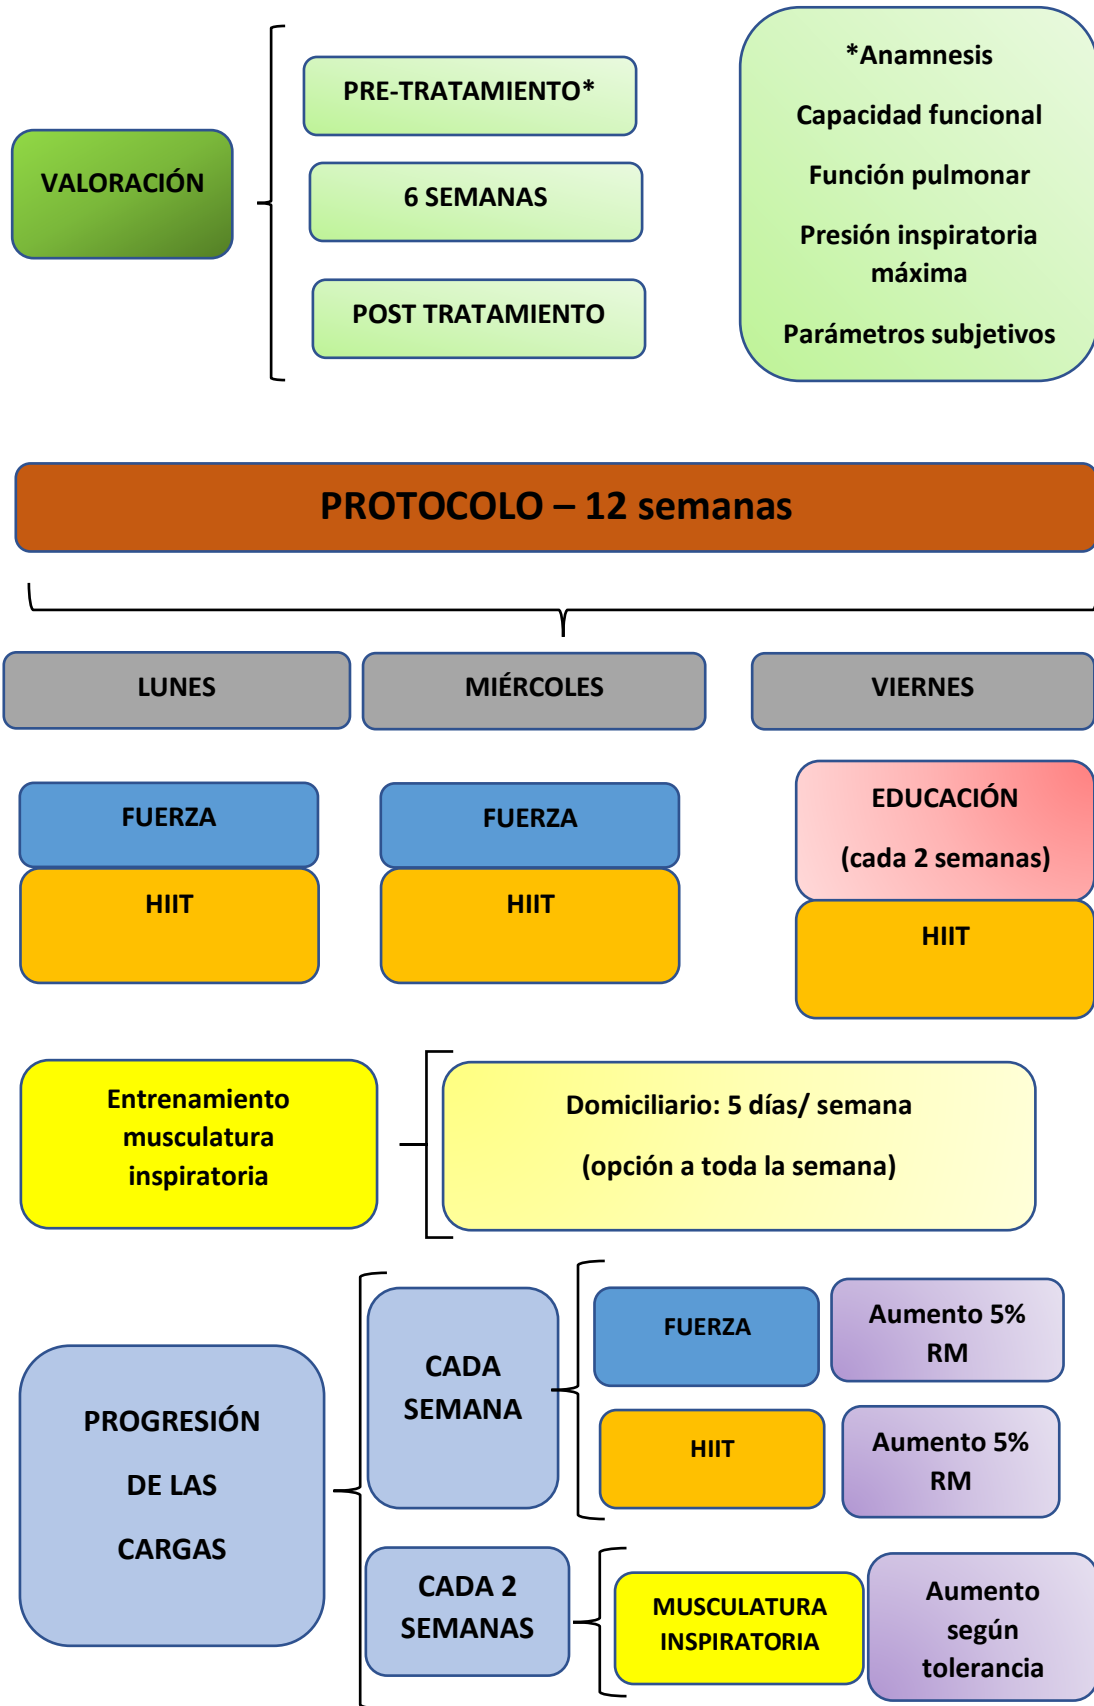 VALORACIÓN
PRE-TRATAMIENTO*
6 SEMANAS
POST TRATAMIENTO
*Anamnesis
Capacidad funcional
Función pulmonar
Presión inspiratoria
máxima
Parámetros subjetivos
PROTOCOLO – 12 semanas
LUNES
MIÉRCOLES
VIERNES
FUERZA
HIIT
FUERZA
HIIT
EDUCACIÓN
(cada 2 semanas)
HIIT
Entrenamiento
musculatura
inspiratoria
Domiciliario: 5 días/ semana
(opción a toda la semana)
PROGRESIÓN
DE LAS
CARGAS
CADA
SEMANA
FUERZA
Aumento 5%
RM
HIIT
Aumento 5%
RM
CADA 2
SEMANAS
MUSCULATURA
INSPIRATORIA
Aumento
según
tolerancia